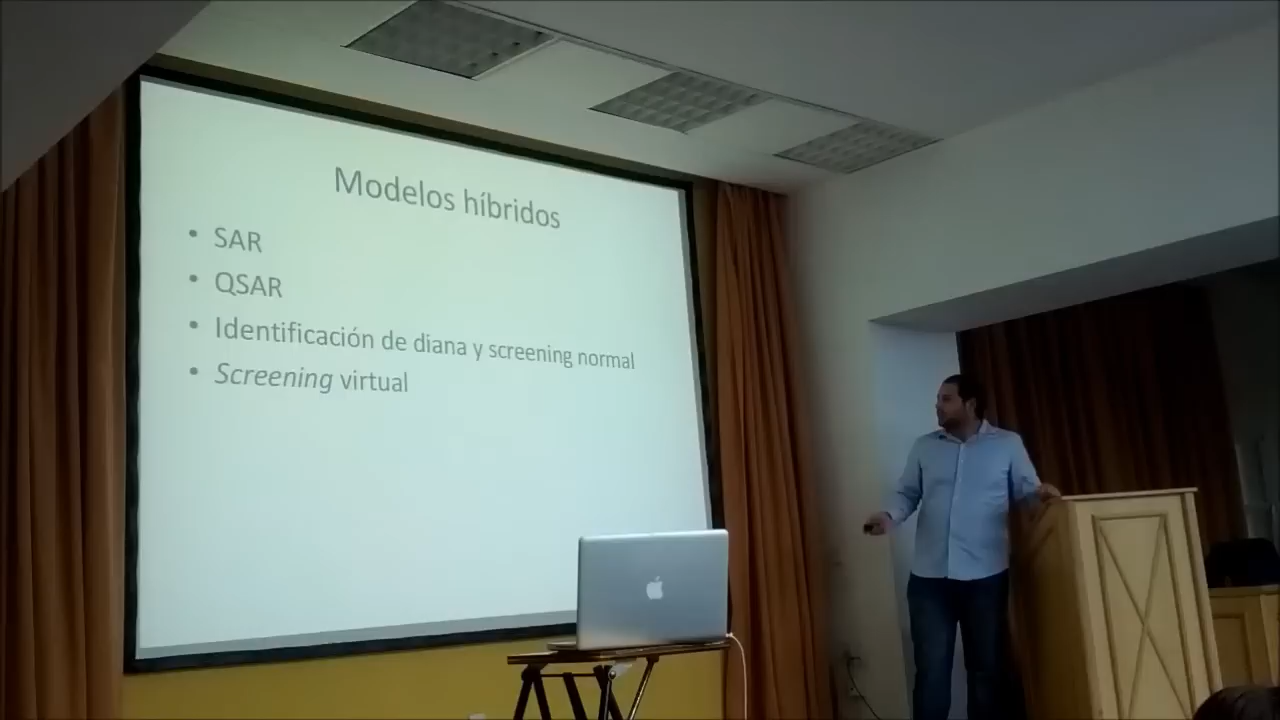 Modelos híbridos
• SAR
• QSAR
• Identificación de diana y screening normal
• Screening virtual